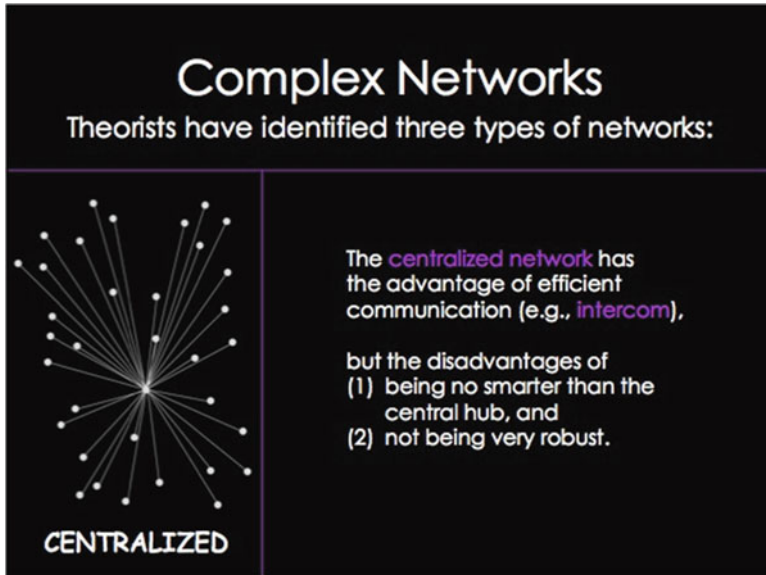 Complex Networks
Theorists have identified three types of networks:
The centralized network has
the advantage of efficient
communication (e.g., intercom),
but the disadvantages of
(1) being no smarter than the
central hub, and
(2) not being very robust.
CENTRALIZED